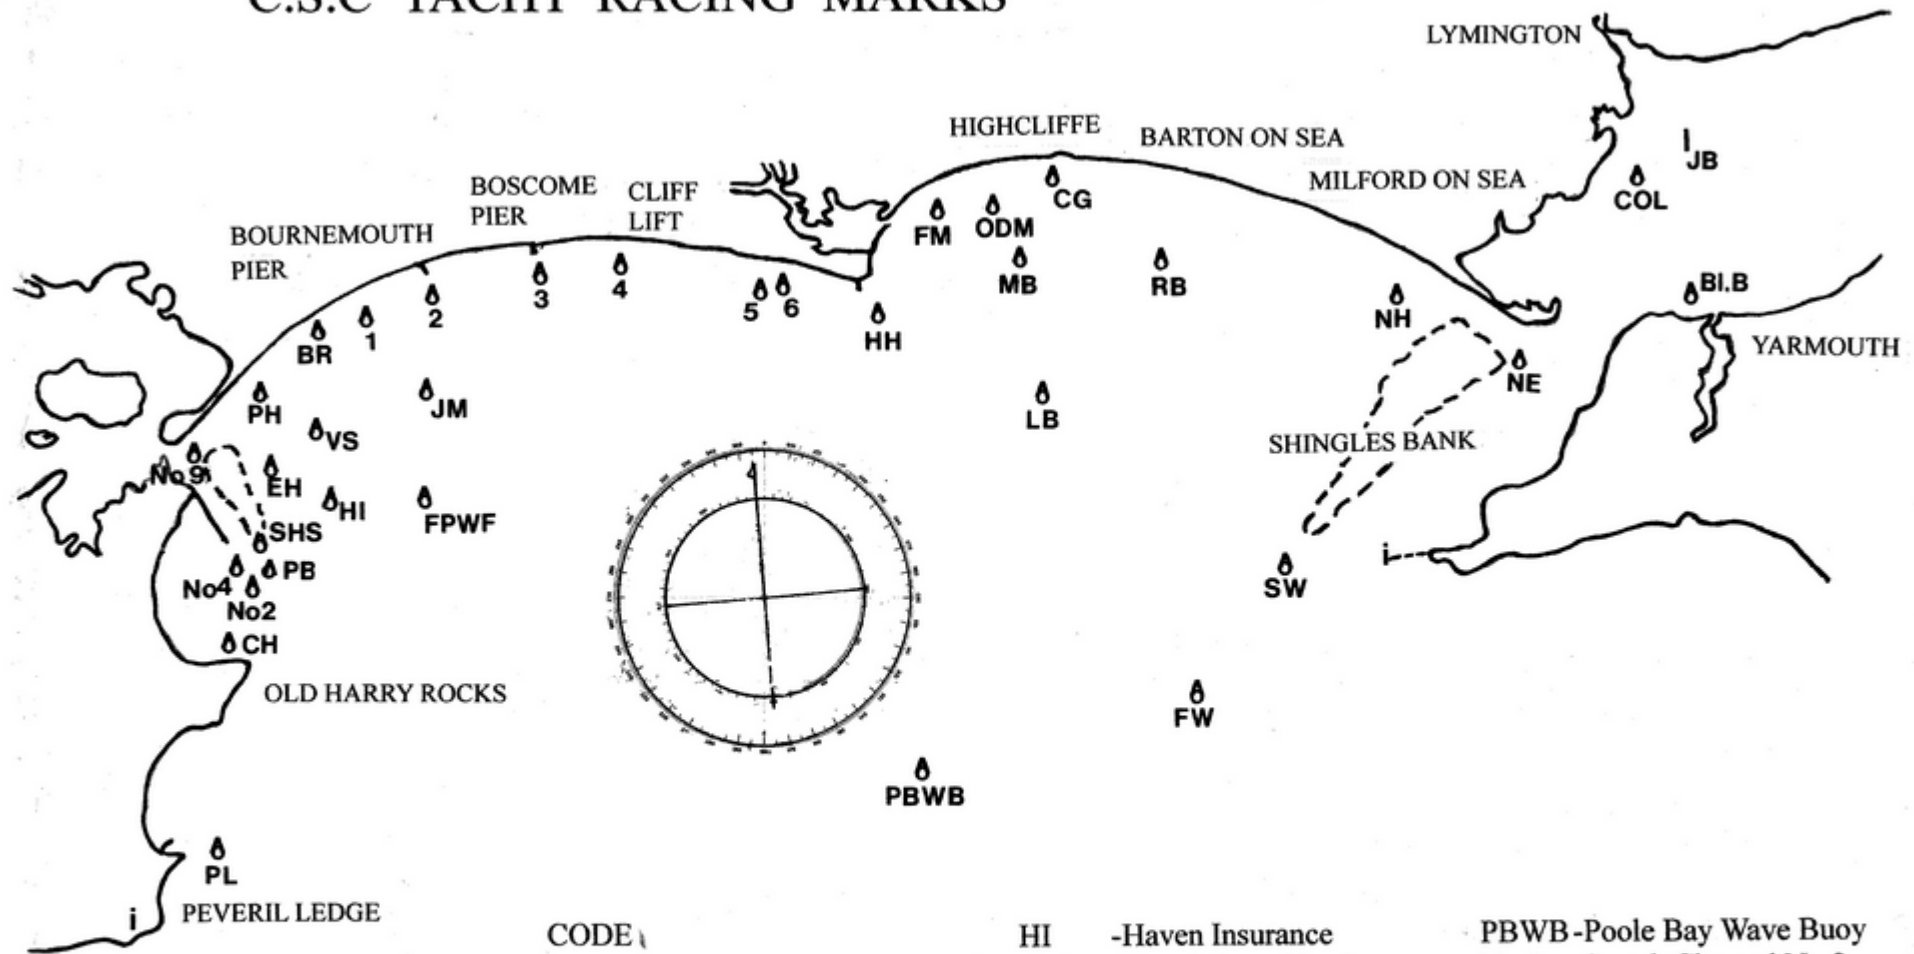 C.S.C YACHT RACING MARKS
LYMINGTON
HIGHCLIFFE
BARTON ON SEA
JB
BOSCOME
PIER
CLIFF
LIFT
MILFORD ON SEA
CG
COL
BOURNEMOUTH
PIER
FM
ODM
3
4
5
6
MB
RB
Bl.B
2
1
BR
HH
NH
YARMOUTH
NE
PH
JM
LB
VS
SHINGLES BANK
No 9
EH
HI
FPWF
SHS
i
PB
No4
No2
SW
CH
OLD HARRY ROCKS
FW
PBWB
PL
i
PEVERIL LEDGE
CODE
HI -Haven Insurance
PBWB-Poole Bay Wave Buoy